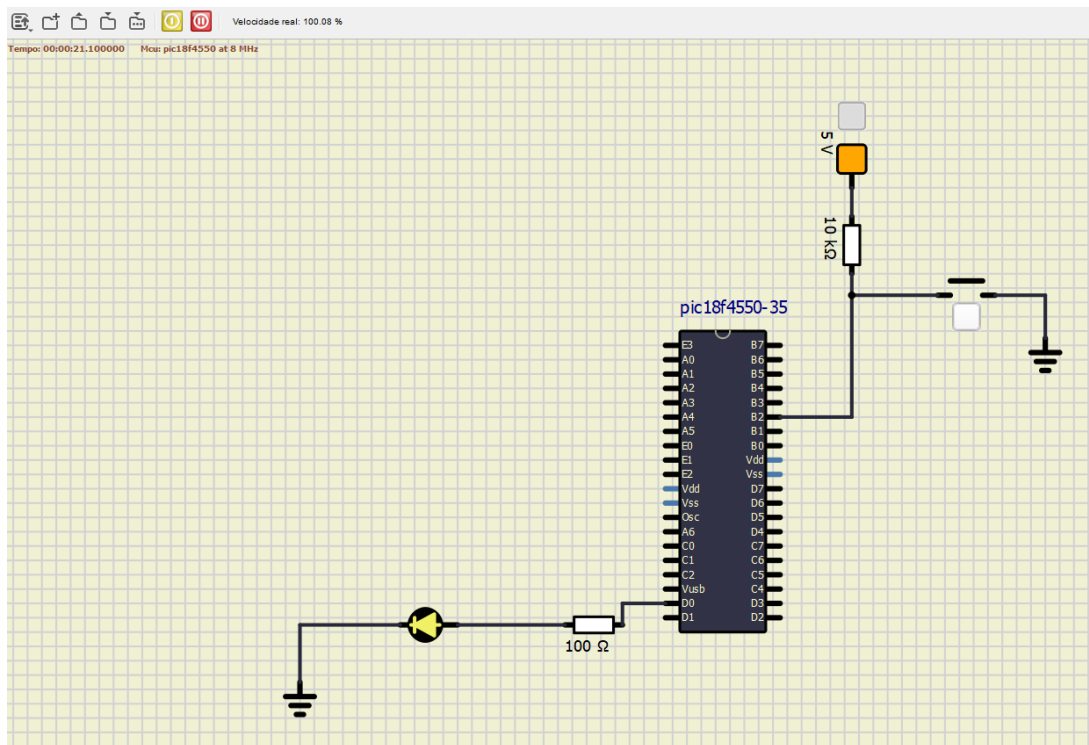 Velocidade real: 100.08 %
Tempo: 00:00:21.100000 Mcu: pic18f4550 at 8 MHz
5 V
10 kΩ
pic18f4550-35
E3 B7
A0 B6
A1 B5
A2 B4
A3 B3
A4 B2
A5 B1
E0 B0
E1 Vdd
E2 Vss
Vdd D7
Vss D6
Osc D5
A6 D4
C0 C7
C1 C6
C2 C5
Vusb C4
D0 D3
D1 D2
100 Ω